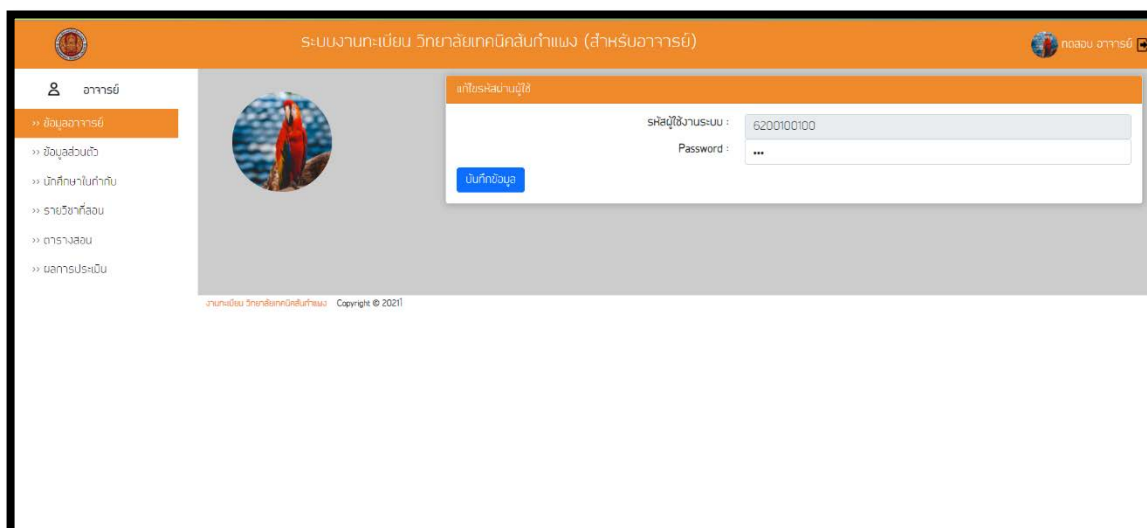 ระบบงานทะเบียน วิทยาลัยเทคนิคสันกำแพง (สำหรับอาจารย์)
ทดสอบ อาจารย์
อาจารย์
›› ข้อมูลอาจารย์
›› ข้อมูลส่วนตัว
›› นักศึกษาในกำกับ
›› รายวิชาที่สอน
›› ตารางสอน
›› ผลการประเมิน
แก้ไขรหัสผ่านผู้ใช้
รหัสผู้ใช้งานระบบ : 6200100100
Password : •••
บันทึกข้อมูล
งานทะเบียน วิทยาลัยเทคนิคสันกำแพง Copyright © 2021